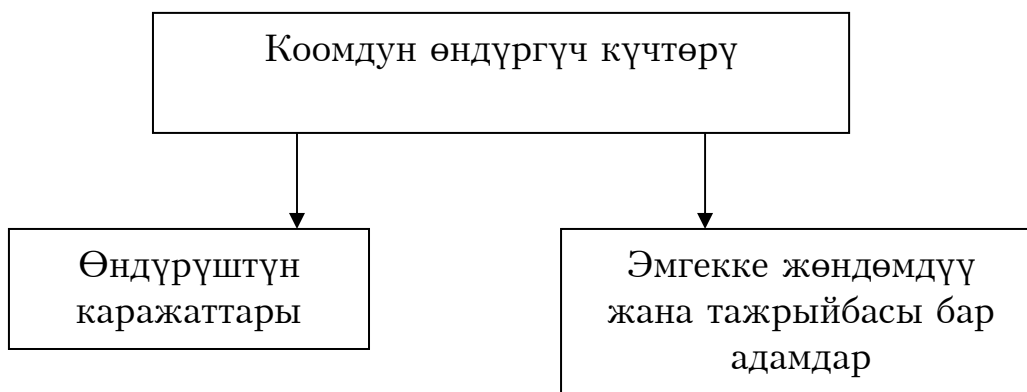 Коомдун өндүргүч күчтөрү
Өндүрүштүн
каражаттары
Эмгекке жөндөмдүү
жана тажрыйбасы бар
адамдар